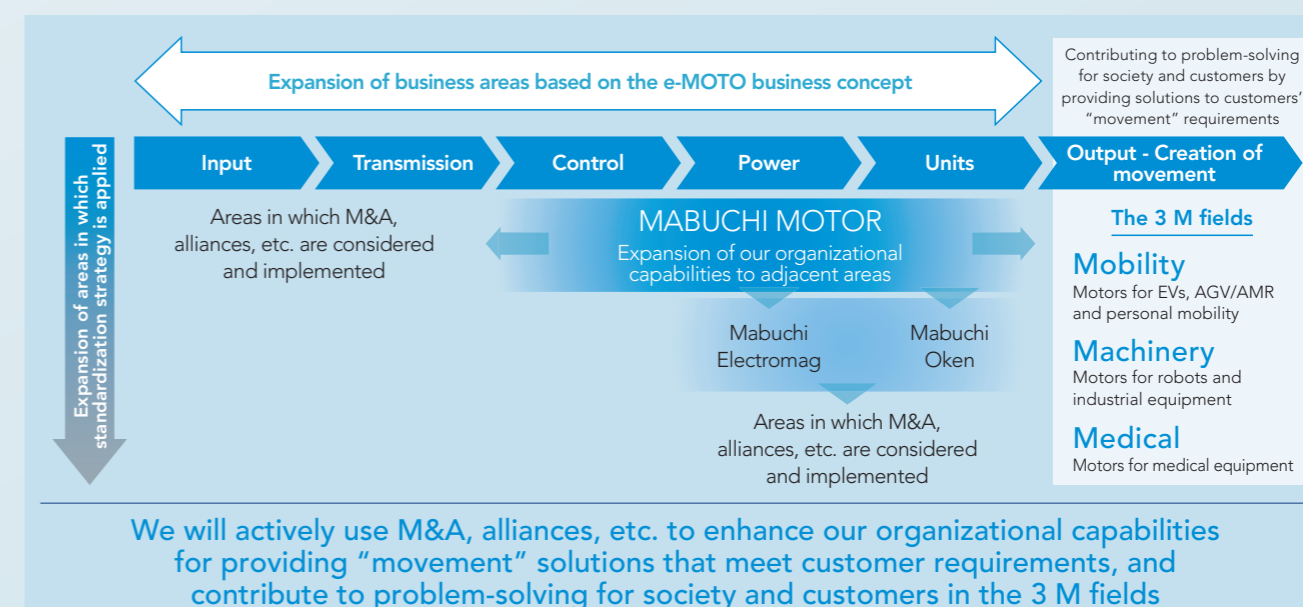 Expansion of business areas based on the e-MOTO business concept
Contributing to problem-solving
for society and customers by
providing solutions to customers'
"movement" requirements
Expansion of areas in which
standardization strategy is applied
Input
Transmission
Control
Power
Units
Output - Creation of
movement
Areas in which M&A,
alliances, etc. are considered
and implemented
MABUCHI MOTOR
Expansion of our organizational
capabilities to adjacent areas
Mabuchi
Electromag
Mabuchi
Oken
Areas in which M&A,
alliances, etc. are considered
and implemented
The 3 M fields
Mobility
Motors for EVs, AGV/AMR
and personal mobility
Machinery
Motors for robots and
industrial equipment
Medical
Motors for medical equipment
We will actively use M&A, alliances, etc. to enhance our organizational capabilities
for providing "movement" solutions that meet customer requirements, and
contribute to problem-solving for society and customers in the 3 M fields